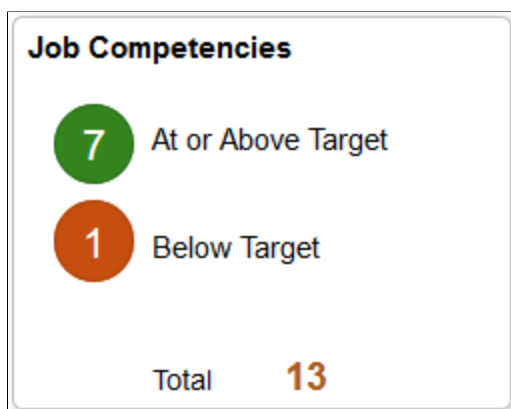 Job Competencies
7 At or Above Target
1 Below Target
Total 13